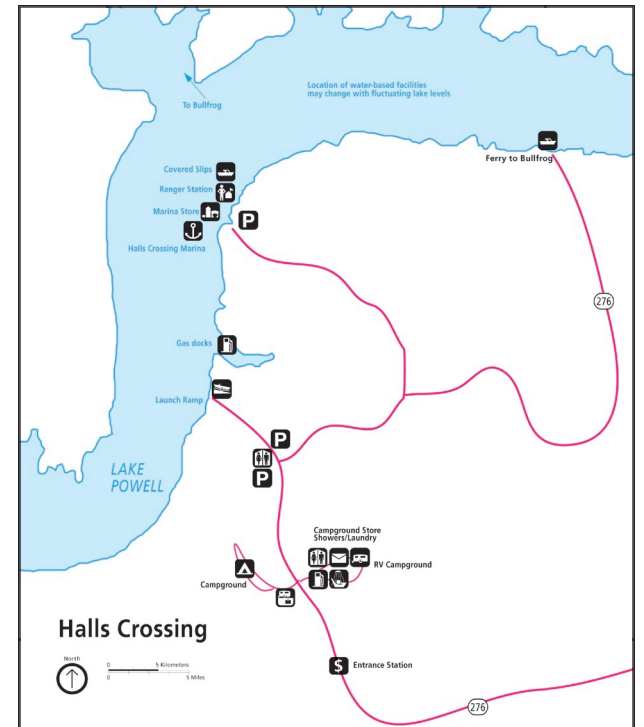 Location of water-based facilities
may change with fluctuating lake levels
To Bullfrog
Ferry to Bullfrog
Covered Slips
Ranger Station
Marina Store
P
Halls Crossing Marina
276
Gas docks
Launch Ramp
P
P
LAKE
POWELL
Campground Store
Showers/Laundry
RV Campground
Campground
Halls Crossing
North
0 5 Kilometers
0 5 Miles
$ Entrance Station
276